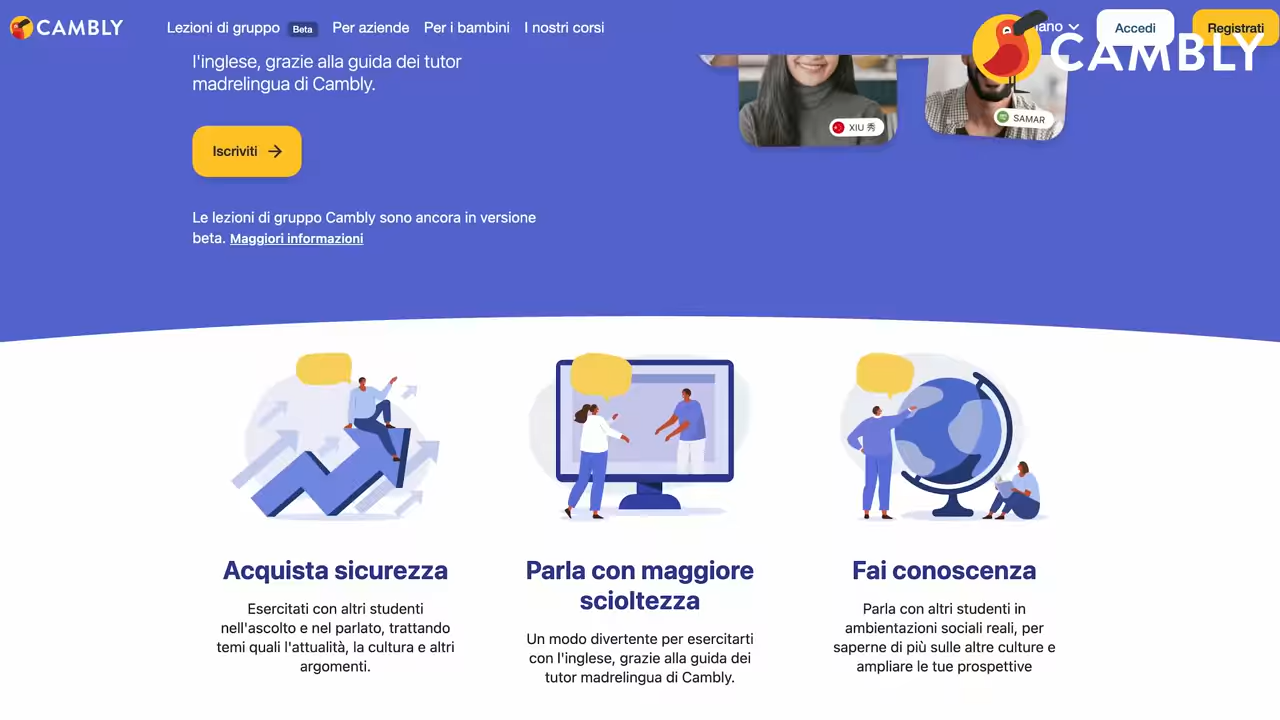 CAMBLY
Lezioni di gruppo Beta Per aziende Per i bambini I nostri corsi
Accedi
Registrati
CAMBLY
l'inglese, grazie alla guida dei tutor
madrelingua di Cambly.
XIU 秀
SAMAR
Iscriviti
Le lezioni di gruppo Cambly sono ancora in versione
beta. Maggiori informazioni
Acquista sicurezza
Esercitati con altri studenti
nell'ascolto e nel parlato, trattando
temi quali l'attualità, la cultura e altri
argomenti.
Parla con maggiore
scioltezza
Un modo divertente per esercitarti
con l'inglese, grazie alla guida dei
tutor madrelingua di Cambly.
Fai conoscenza
Parla con altri studenti in
ambientazioni sociali reali, per
saperne di più sulle altre culture e
ampliare le tue prospettive